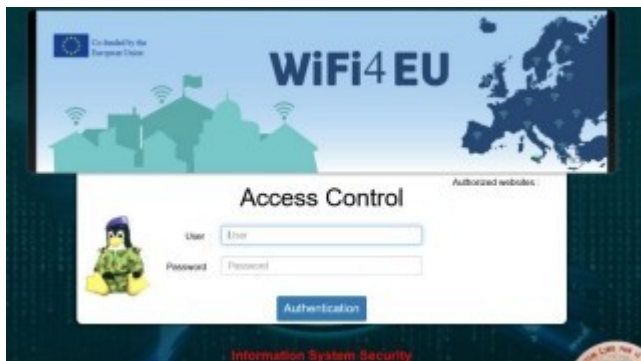 Co-funded by the
European Union
WiFi4EU
Authorized websites :
Access Control
User
User
Password
Password
Authentication
Information System Security